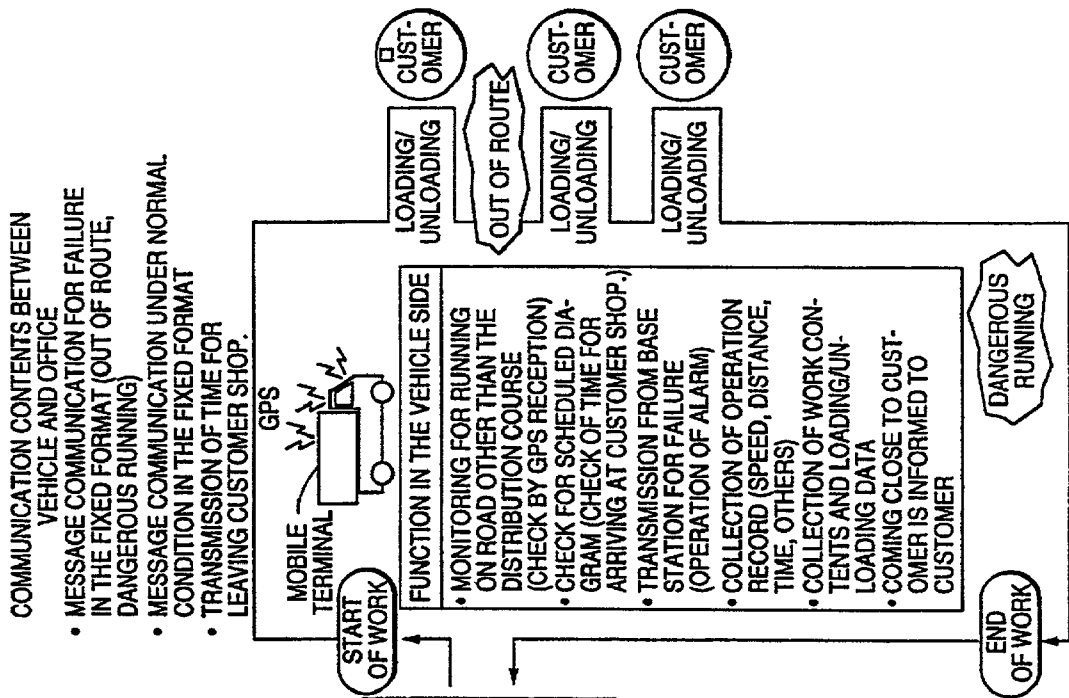 COMMUNICATION CONTENTS BETWEEN
VEHICLE AND OFFICE
• MESSAGE COMMUNICATION FOR FAILURE
IN THE FIXED FORMAT (OUT OF ROUTE,
DANGEROUS RUNNING)
• MESSAGE COMMUNICATION UNDER NORMAL
CONDITION IN THE FIXED FORMAT
• TRANSMISSION OF TIME FOR
LEAVING CUSTOMER SHOP.
GPS
MOBILE
TERMINAL
START
OF WORK
FUNCTION IN THE VEHICLE SIDE
• MONITORING FOR RUNNING
ON ROAD OTHER THAN THE
DISTRIBUTION COURSE
(CHECK BY GPS RECEPTION)
• CHECK FOR SCHEDULED DIA-
GRAM (CHECK OF TIME FOR
ARRIVING AT CUSTOMER SHOP.)
• TRANSMISSION FROM BASE
STATION FOR FAILURE
(OPERATION OF ALARM)
• COLLECTION OF OPERATION
RECORD (SPEED, DISTANCE,
TIME, OTHERS)
• COLLECTION OF WORK CON-
TENTS AND LOADING/UN-
LOADING DATA
• COMING CLOSE TO CUST-
OMER IS INFORMED TO
CUSTOMER
LOADING/
UNLOADING
CUST-
OMER
OUT OF ROUTE
LOADING/
UNLOADING
CUST-
OMER
LOADING/
UNLOADING
CUST-
OMER
DANGEROUS
RUNNING
END
OF WORK